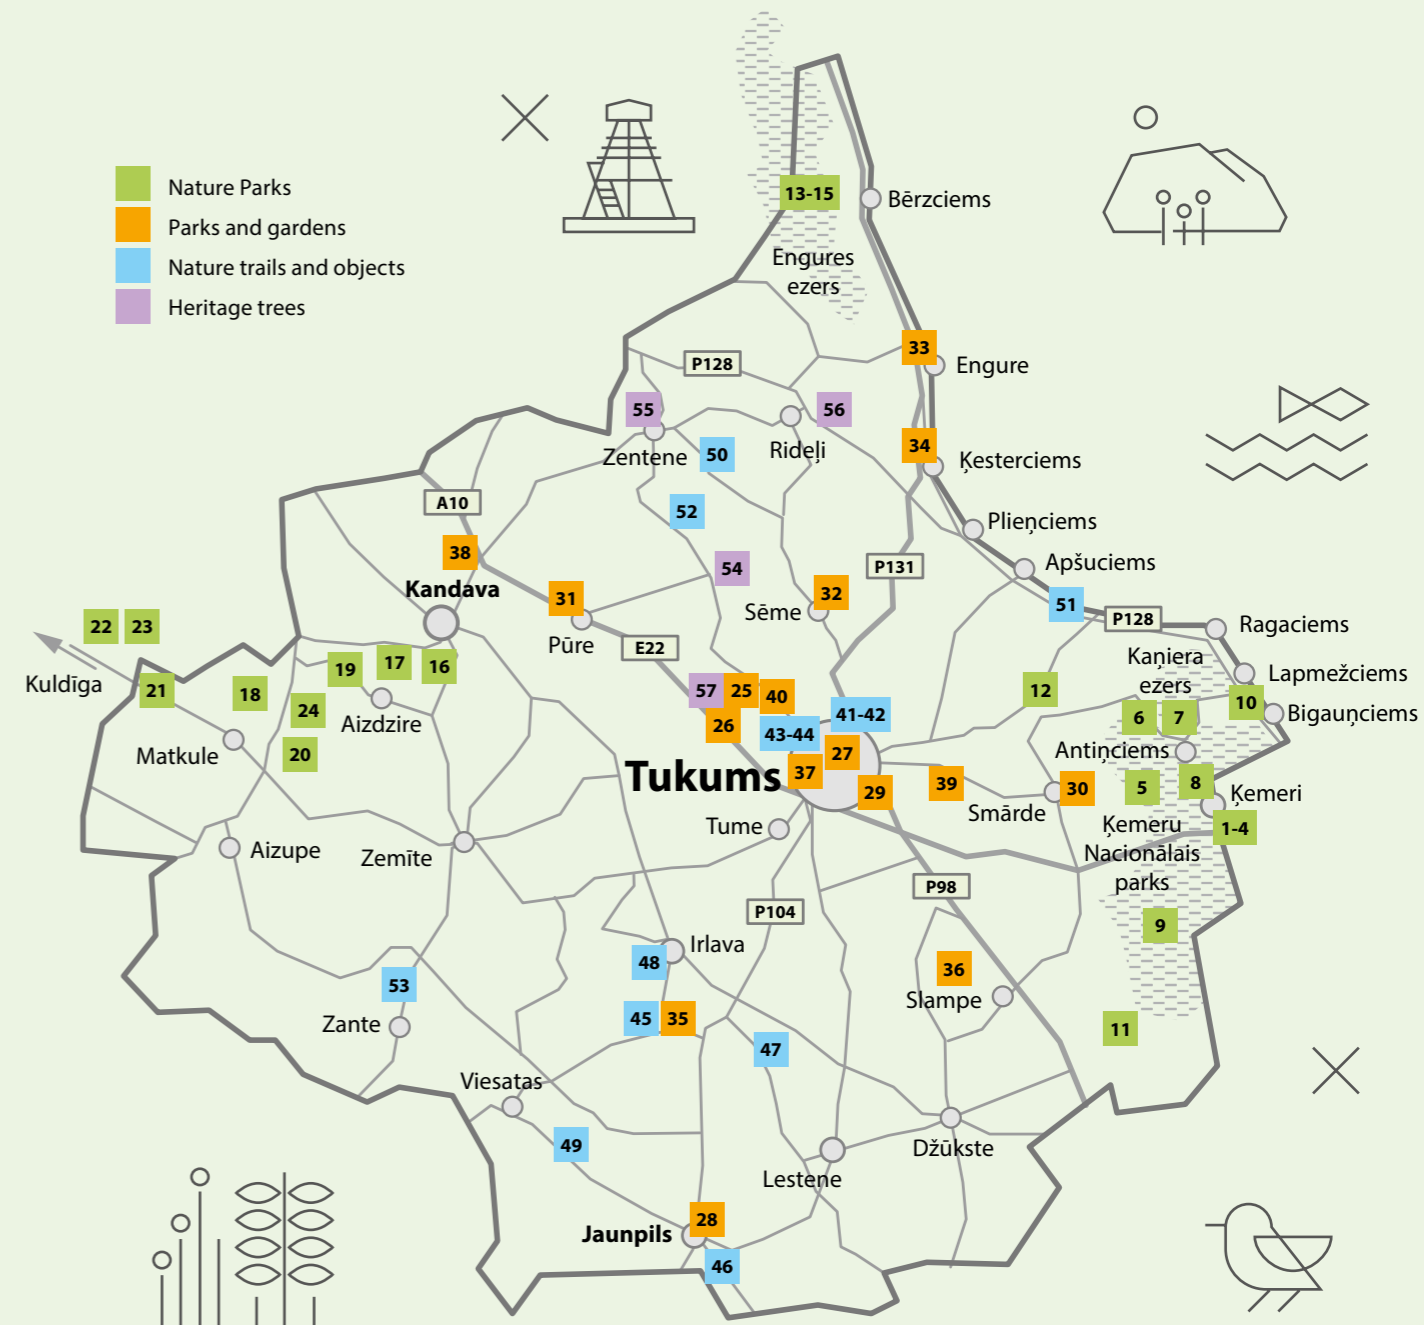 Nature Parks
Parks and gardens
Nature trails and objects
Heritage trees
13-15
Bērzciems
Engures
ezers
33
P128
Engure
55
56
Zentene
50
Rideļi
34
Ķesterciems
A10
52
Plieņciems
38
54
P131
Apšuciems
Kandava
31
32
51
22
23
Sēme
P128
Ragaciems
Pūre
E22
Kaņiera
ezers
19
17
16
Lapmežciems
Kuldīga
21
18
57
25
40
12
24
Aizdzire
26
41-42
6
7
10
Bigauņciems
43-44
Matkule
20
27
Antiņciems
Tukums
37
29
39
30
5
8
Ķemeri
Smārde
Tume
Ķemeru
Nacionālais
parks
1-4
Aizupe
Zemīte
P98
P104
9
Irlava
48
36
53
Slampe
Zante
45
35
11
47
Viesatas
49
Džūkste
Lestene
28
Jaunpils
46